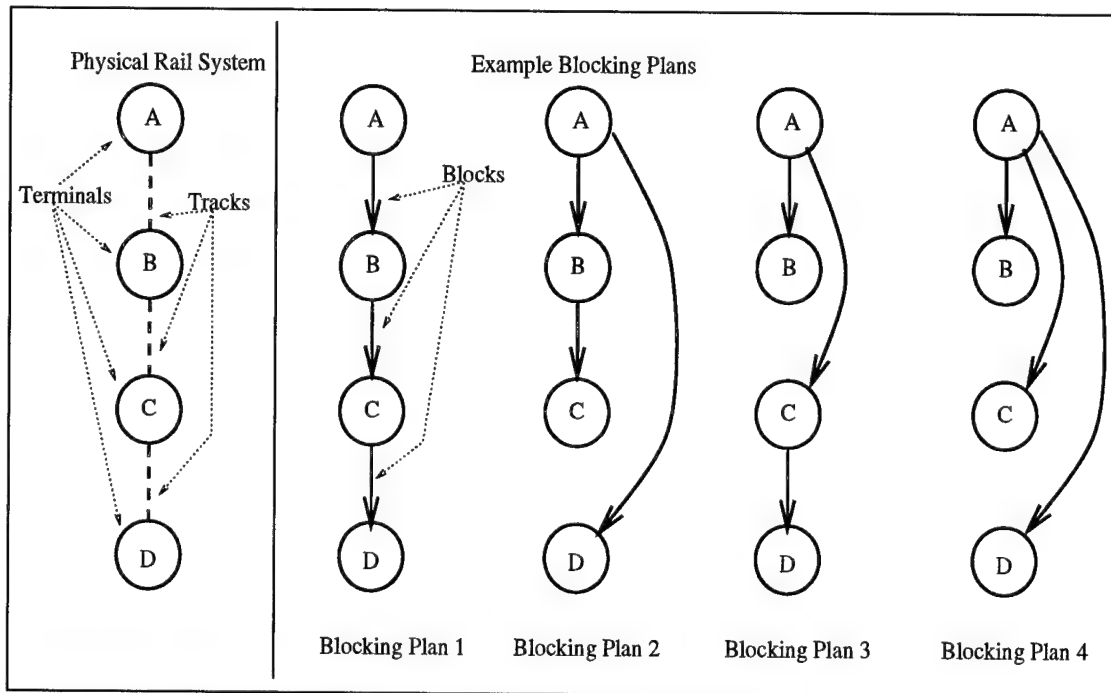 Physical Rail System
A
Terminals
Tracks
B
C
D
Example Blocking Plans
A
Blocks
B
C
D
Blocking Plan 1
A
B
C
D
Blocking Plan 2
A
B
C
D
Blocking Plan 3
A
B
C
D
Blocking Plan 4